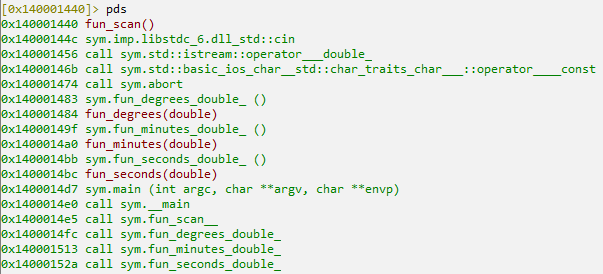 [0x140001440]> pds
0x140001440 fun_scan()
0x14000144c sym.imp.libstdc_6.dll_std::cin
0x140001456 call sym.std::istream::operator___double_
0x14000146b call sym.std::basic_ios_char__std::char_traits_char___::operator____const
0x140001474 call sym.abort
0x140001483 sym.fun_degrees_double_ ()
0x140001484 fun_degrees(double)
0x14000149f sym.fun_minutes_double_ ()
0x1400014a0 fun_minutes(double)
0x1400014bb sym.fun_seconds_double_ ()
0x1400014bc fun_seconds(double)
0x1400014d7 sym.main (int argc, char **argv, char **envp)
0x1400014e0 call sym.__main
0x1400014e5 call sym.fun_scan__
0x1400014fc call sym.fun_degrees_double_
0x140001513 call sym.fun_minutes_double_
0x14000152a call sym.fun_seconds_double_